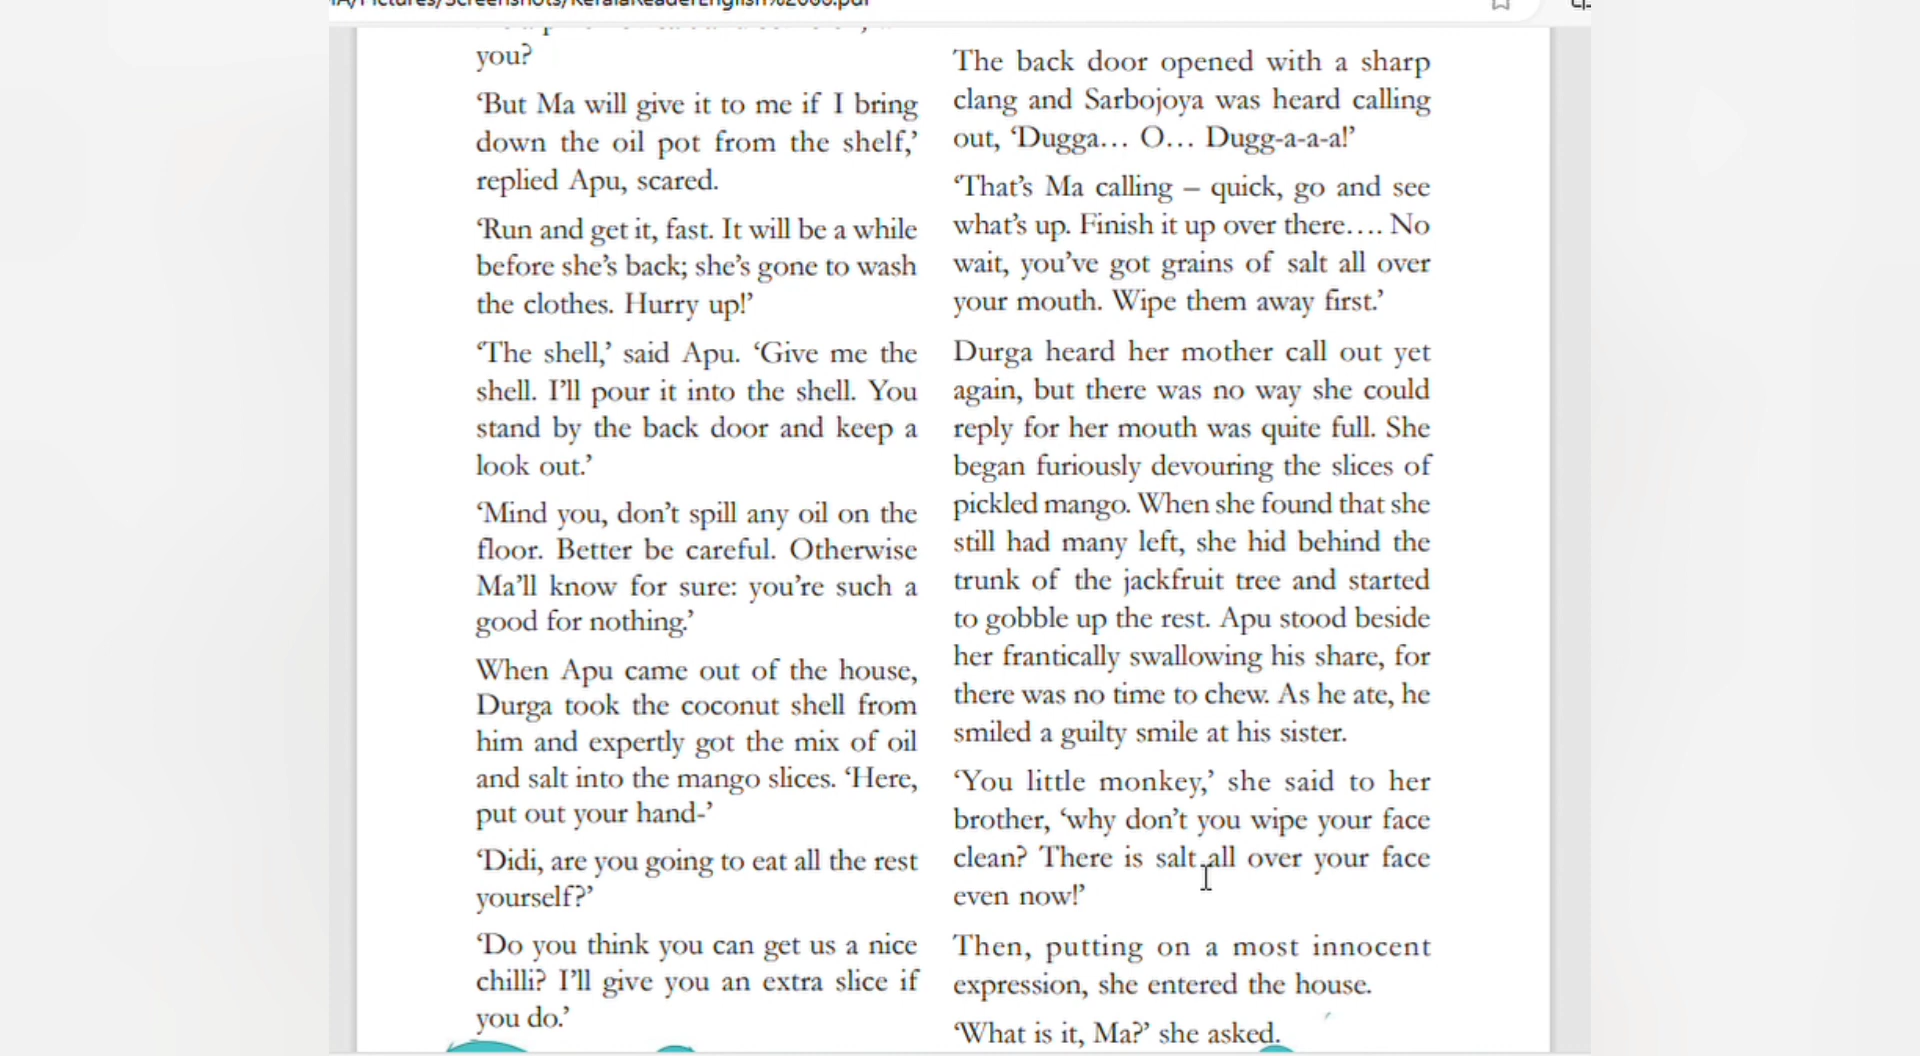 you?
‘But Ma will give it to me if I bring
down the oil pot from the shelf,’
replied Apu, scared.
‘Run and get it, fast. It will be a while
before she’s back; she’s gone to wash
the clothes. Hurry up!’
‘The shell,’ said Apu. ‘Give me the
shell. I’ll pour it into the shell. You
stand by the back door and keep a
look out.’
‘Mind you, don’t spill any oil on the
floor. Better be careful. Otherwise
Ma’ll know for sure: you’re such a
good for nothing.’
When Apu came out of the house,
Durga took the coconut shell from
him and expertly got the mix of oil
and salt into the mango slices. ‘Here,
put out your hand-’
‘Didi, are you going to eat all the rest
yourself?’
‘Do you think you can get us a nice
chilli? I’ll give you an extra slice if
you do.’
The back door opened with a sharp
clang and Sarbojoya was heard calling
out, ‘Dugga… O… Dugg-a-a-a!’
‘That’s Ma calling – quick, go and see
what’s up. Finish it up over there…. No
wait, you’ve got grains of salt all over
your mouth. Wipe them away first.’
Durga heard her mother call out yet
again, but there was no way she could
reply for her mouth was quite full. She
began furiously devouring the slices of
pickled mango. When she found that she
still had many left, she hid behind the
trunk of the jackfruit tree and started
to gobble up the rest. Apu stood beside
her frantically swallowing his share, for
there was no time to chew. As he ate, he
smiled a guilty smile at his sister.
‘You little monkey,’ she said to her
brother, ‘why don’t you wipe your face
clean? There is salt all over your face
even now!’
Then, putting on a most innocent
expression, she entered the house.
‘What is it, Ma?’ she asked.